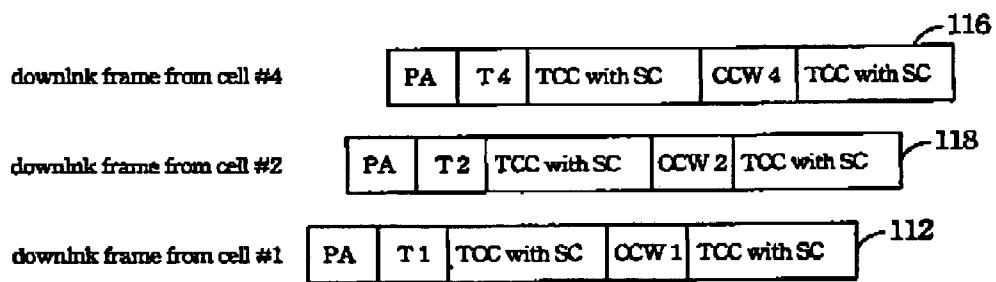 116
downlink frame from cell #4 PA T 4 TCC with SC CCW 4 TCC with SC
118
downlink frame from cell #2 PA T 2 TCC with SC CCW 2 TCC with SC
112
downlink frame from cell #1 PA T 1 TCC with SC CCW 1 TCC with SC